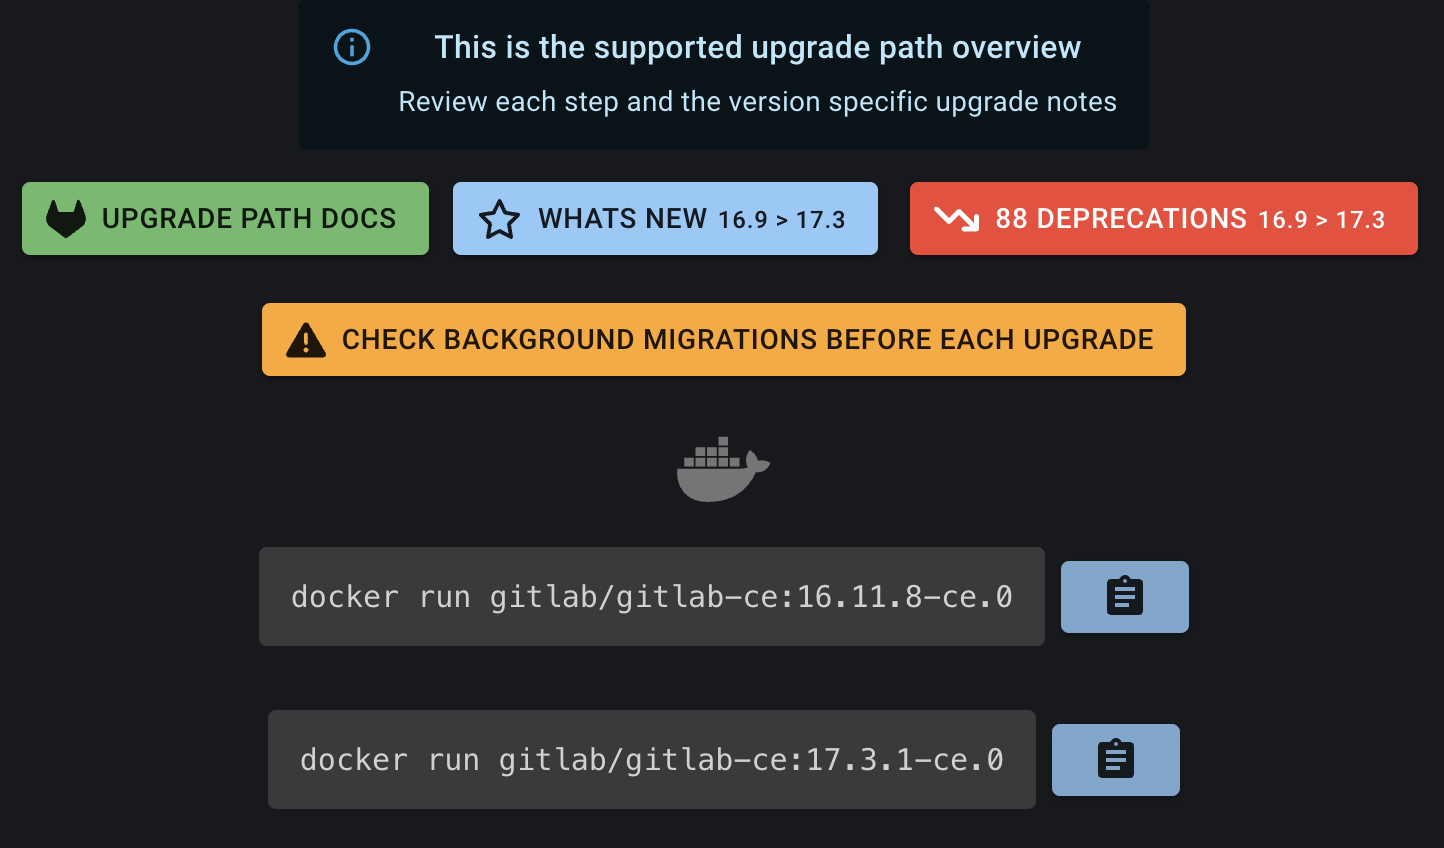 This is the supported upgrade path overview
Review each step and the version specific upgrade notes
UPGRADE PATH DOCS
WHATS NEW 16.9 > 17.3
88 DEPRECATIONS 16.9 > 17.3
CHECK BACKGROUND MIGRATIONS BEFORE EACH UPGRADE
docker run gitlab/gitlab-ce:16.11.8-ce.0
docker run gitlab/gitlab-ce:17.3.1-ce.0